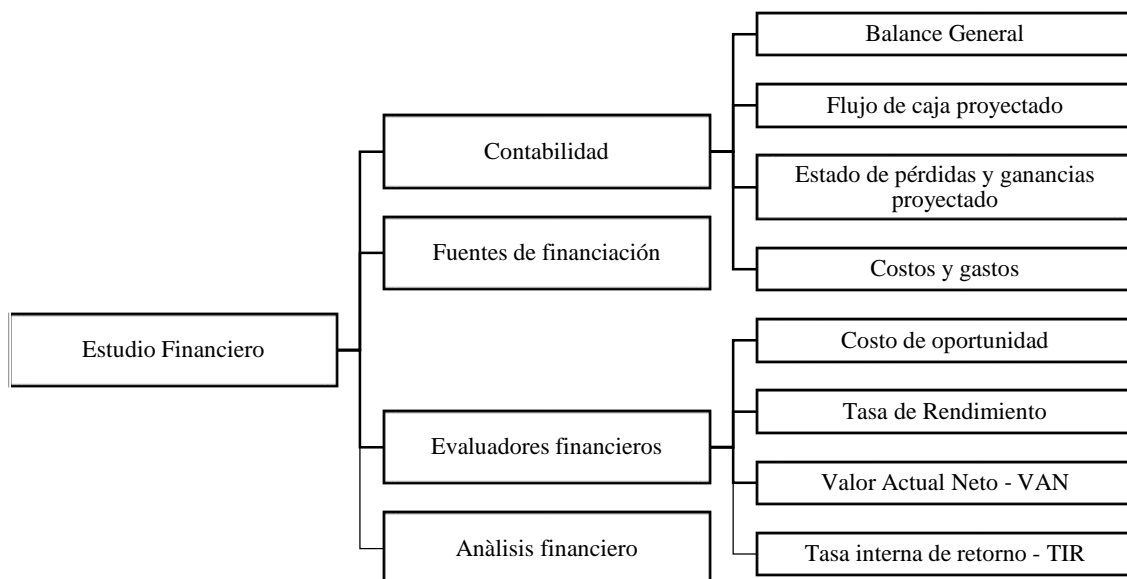 Estudio Financiero
Contabilidad
Balance General
Flujo de caja proyectado
Estado de pérdidas y ganancias
proyectado
Costos y gastos
Fuentes de financiación
Evaluadores financieros
Costo de oportunidad
Tasa de Rendimiento
Valor Actual Neto - VAN
Tasa interna de retorno - TIR
Anàlisis financiero